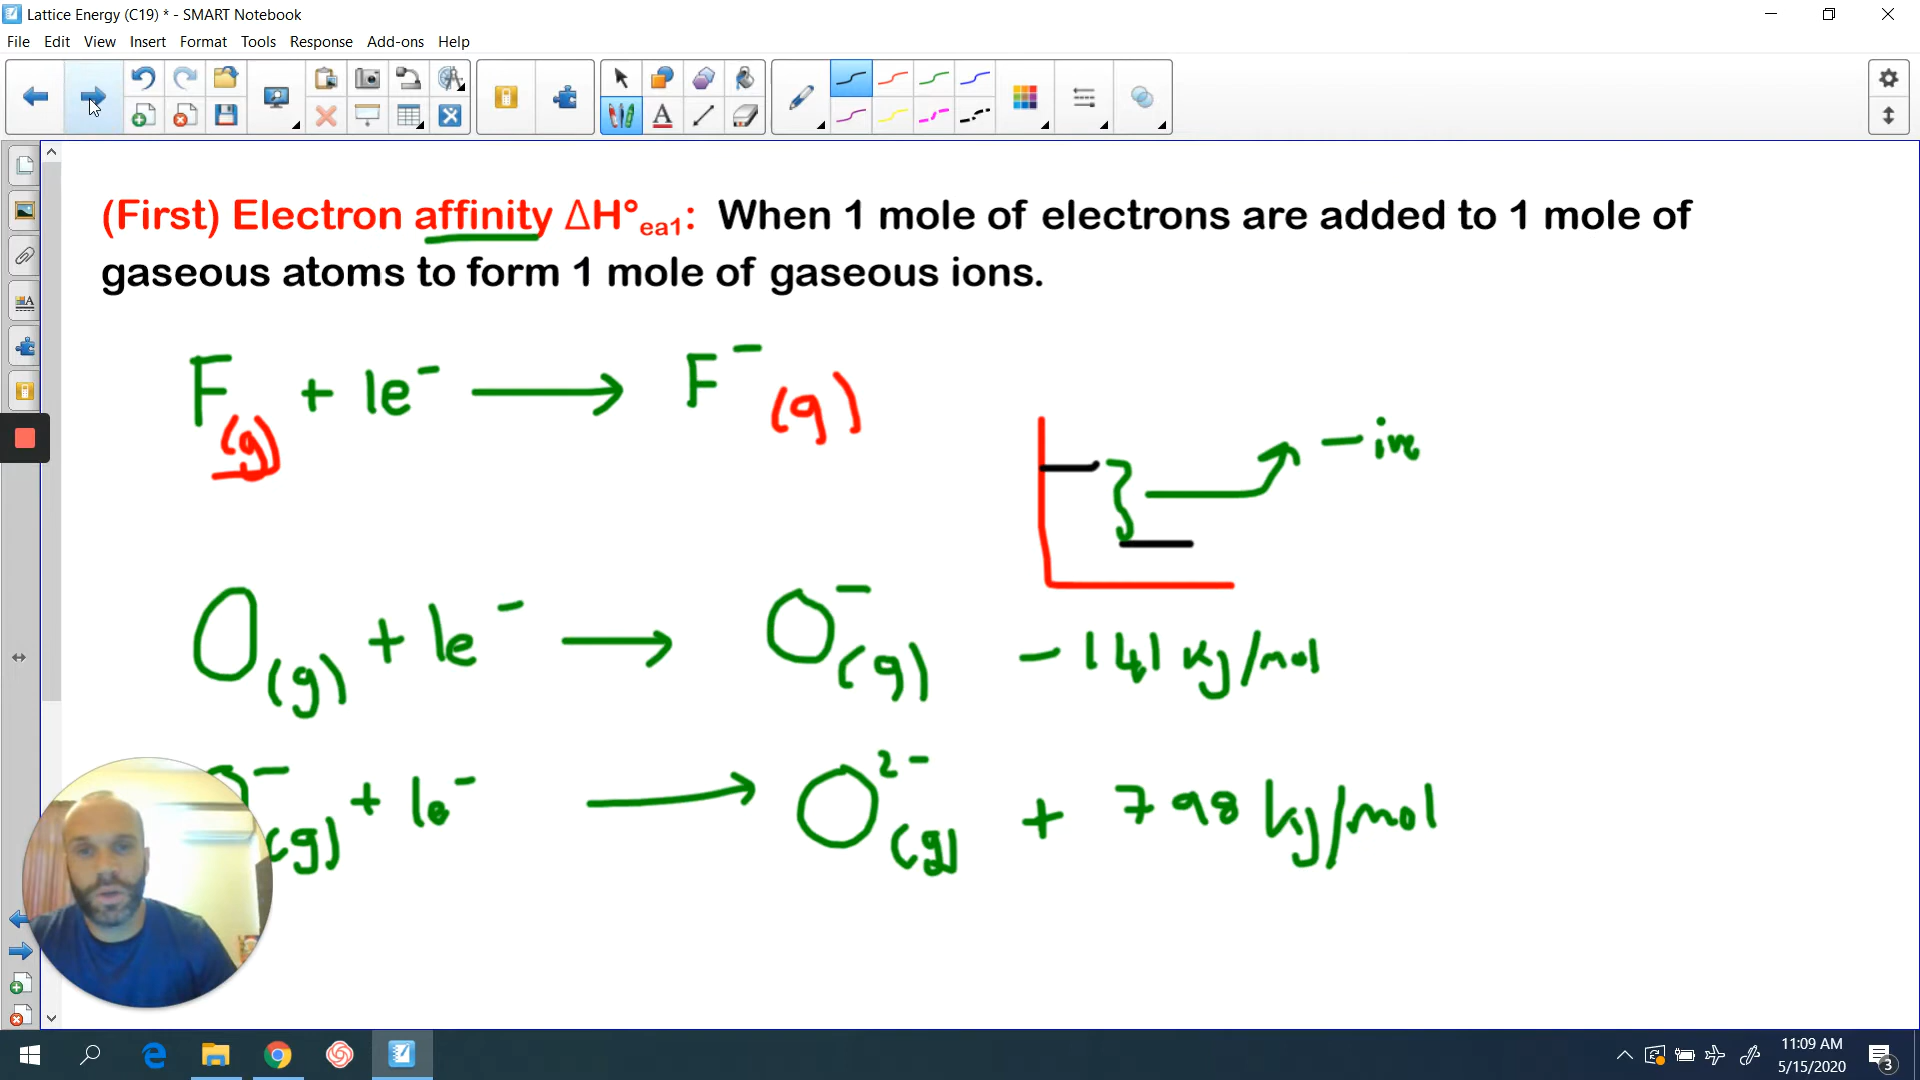 Lattice Energy (C19) * - SMART Notebook
File Edit View Insert Format Tools Response Add-ons Help
(First) Electron affinity ΔH°ea1: When 1 mole of electrons are added to 1 mole of
gaseous atoms to form 1 mole of gaseous ions.
F(g) + 1e⁻ → F⁻(g)
-ive
O(g) + 1e⁻ → O⁻(g) - 141 kJ/mol
O⁻(g) + 1e⁻ → O²⁻(g) + 798 kJ/mol
11:09 AM
5/15/2020
3